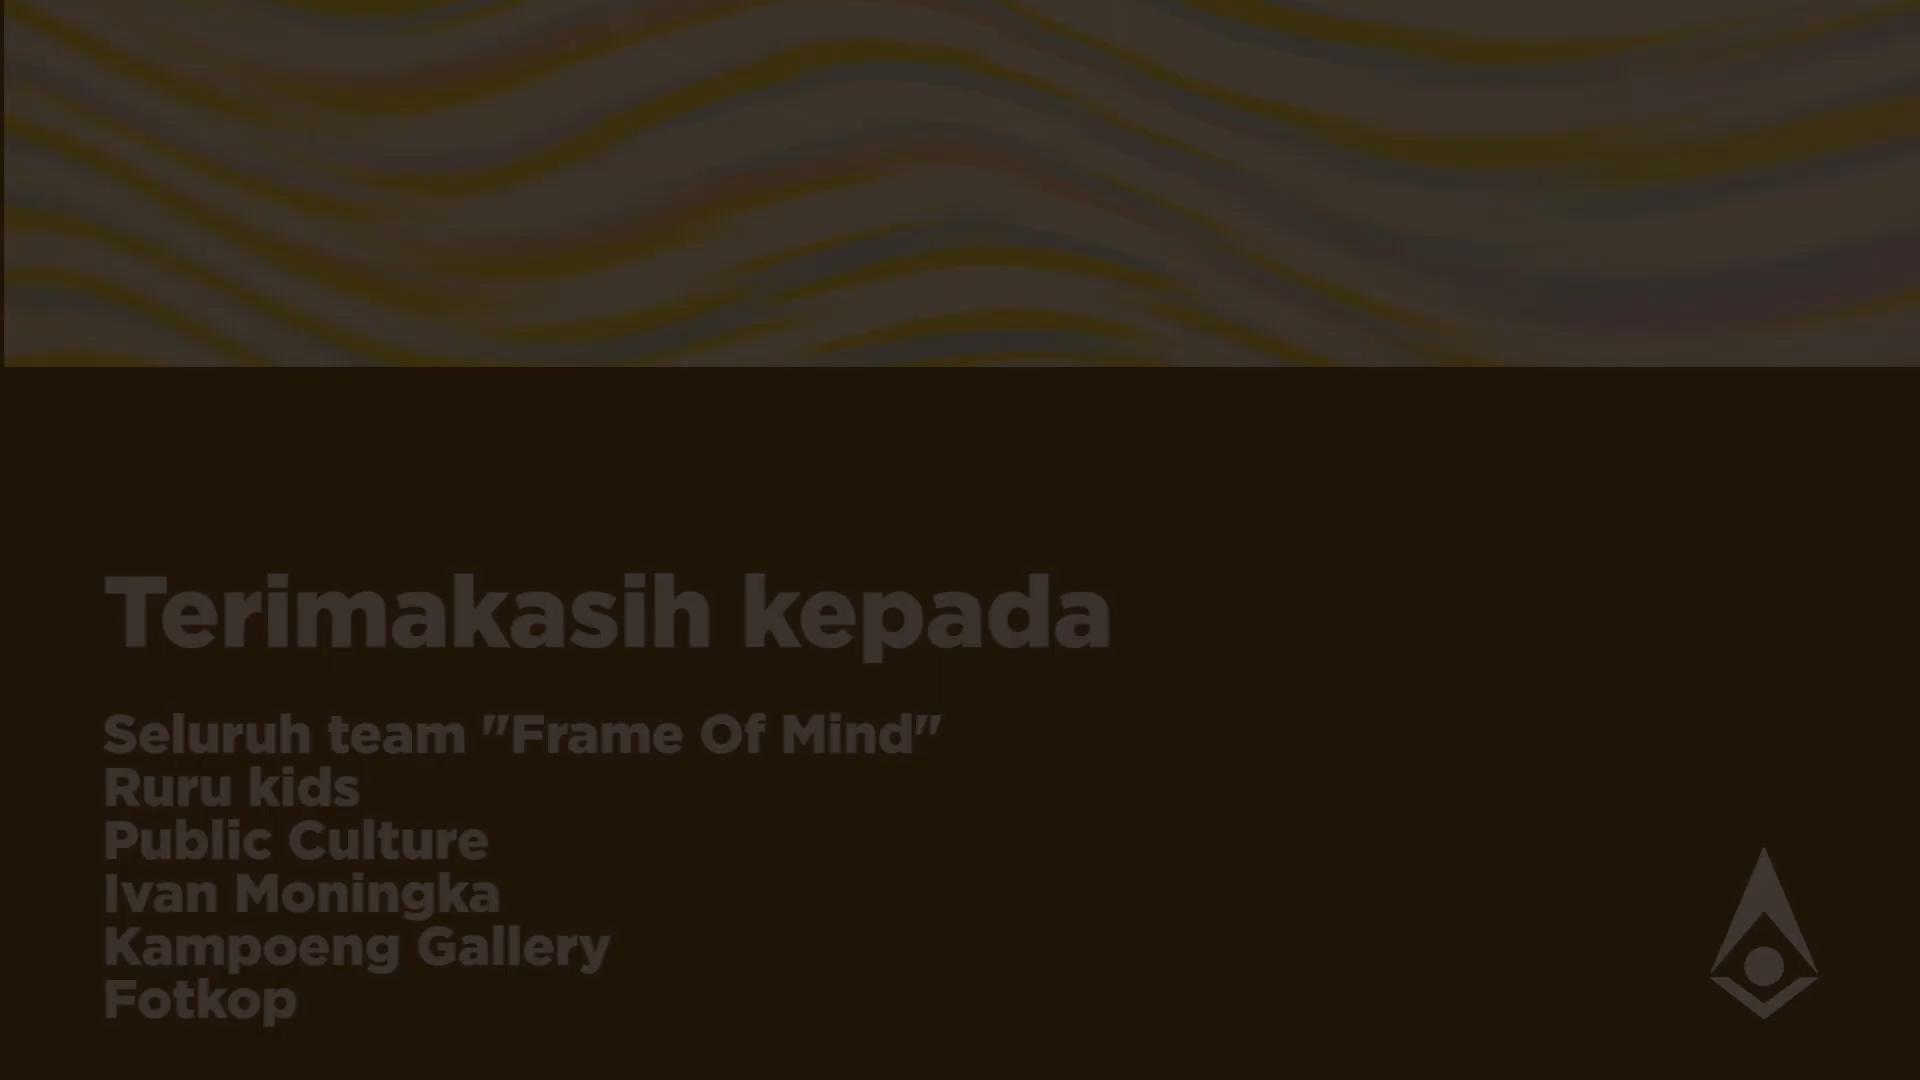 Terimakasih kepada
Seluruh team "Frame Of Mind"
Ruru kids
Public Culture
Ivan Moningka
Kampoeng Gallery
Fotkop